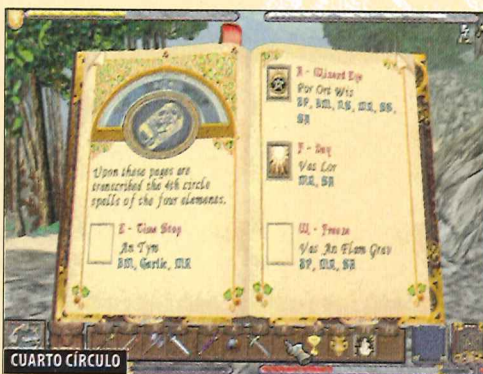 Upon these pages are
transcribed the 4th circle
spells of the four elements.
E - Time Stop
An Tym
BM, Garlic, MR
A - Wizard Eye
Por Ort Wis
BP, BM, NS, MR, SS,
SA
F - Day
Vas Lor
MR, SA
W - Freeze
Vas An Flam Grav
BP, MR, SA
CUARTO CÍRCULO